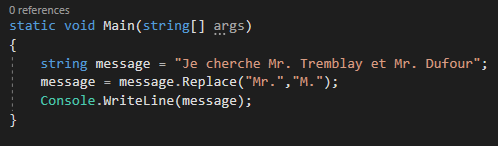 0 references
static void Main(string[] args)
{
string message = "Je cherche Mr. Tremblay et Mr. Dufour";
message = message.Replace("Mr.","M.");
Console.WriteLine(message);
}